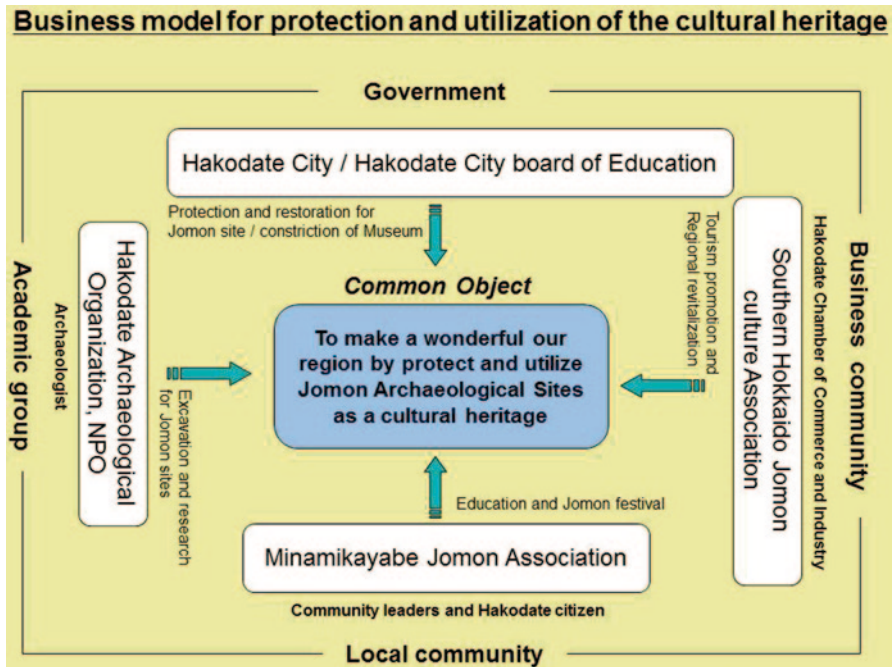 Business model for protection and utilization of the cultural heritage
Government
Hakodate City / Hakodate City board of Education
Protection and restoration for
Jomon site / constriction of Museum
Tourism promotion and
Regional revitalization
Academic group
Archaeologist
Hakodate Archaeological
Organization, NPO
Excavation and research
for Jomon sites
Common Object
To make a wonderful our
region by protect and utilize
Jomon Archaeological Sites
as a cultural heritage
Southern Hokkaido Jomon
culture Association
Hakodate Chamber of Commerce and Industry
Business community
Education and Jomon festival
Minamikayabe Jomon Association
Community leaders and Hakodate citizen
Local community